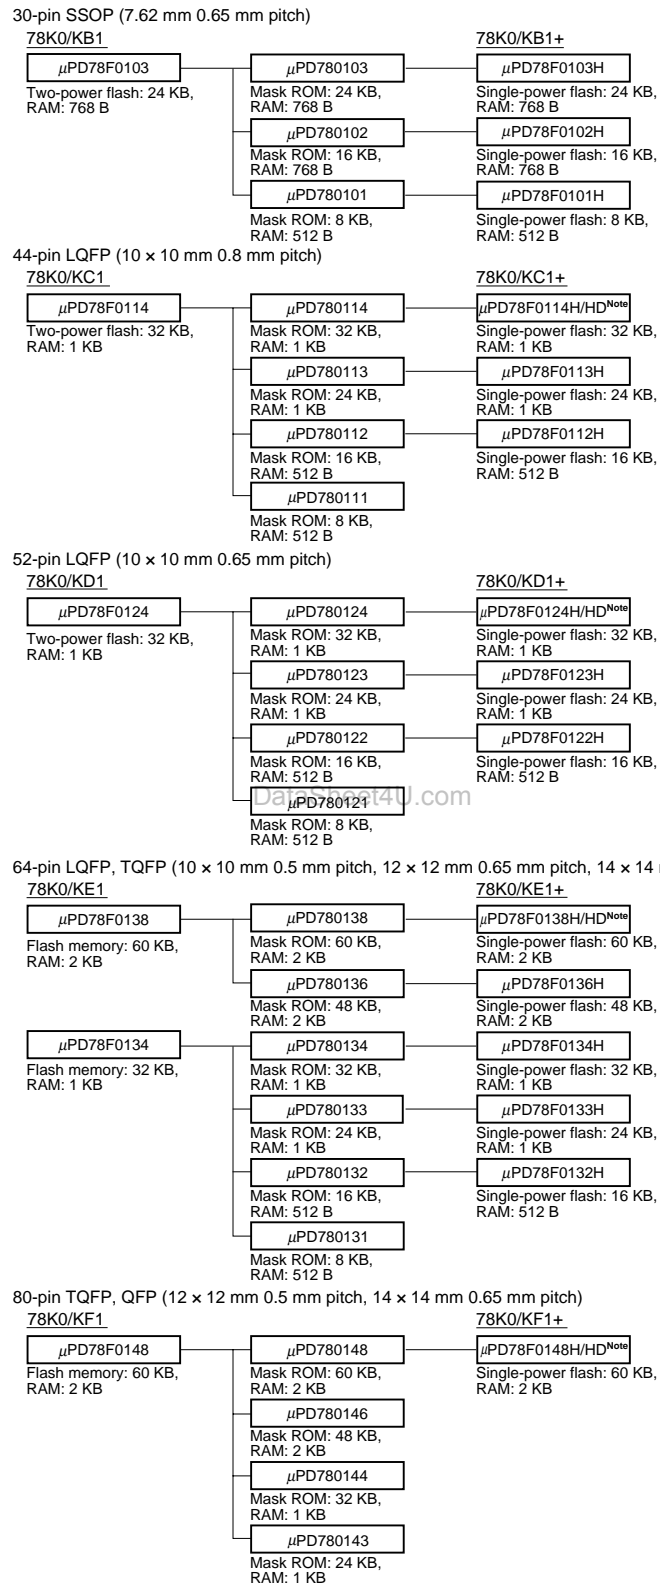 30-pin SSOP (7.62 mm 0.65 mm pitch)
78K0/KB1
78K0/KB1+
μPD78F0103
μPD780103
μPD78F0103H
Two-power flash: 24 KB,
RAM: 768 B
Mask ROM: 24 KB,
RAM: 768 B
Single-power flash: 24 KB,
RAM: 768 B
μPD780102
μPD78F0102H
Mask ROM: 16 KB,
RAM: 768 B
Single-power flash: 16 KB,
RAM: 768 B
μPD780101
μPD78F0101H
Mask ROM: 8 KB,
RAM: 512 B
Single-power flash: 8 KB,
RAM: 512 B
44-pin LQFP (10 × 10 mm 0.8 mm pitch)
78K0/KC1
78K0/KC1+
μPD78F0114
μPD780114
μPD78F0114H/HDNote
Two-power flash: 32 KB,
RAM: 1 KB
Mask ROM: 32 KB,
RAM: 1 KB
Single-power flash: 32 KB,
RAM: 1 KB
μPD780113
μPD78F0113H
Mask ROM: 24 KB,
RAM: 1 KB
Single-power flash: 24 KB,
RAM: 1 KB
μPD780112
μPD78F0112H
Mask ROM: 16 KB,
RAM: 512 B
Single-power flash: 16 KB,
RAM: 512 B
μPD780111
Mask ROM: 8 KB,
RAM: 512 B
52-pin LQFP (10 × 10 mm 0.65 mm pitch)
78K0/KD1
78K0/KD1+
μPD78F0124
μPD780124
μPD78F0124H/HDNote
Two-power flash: 32 KB,
RAM: 1 KB
Mask ROM: 32 KB,
RAM: 1 KB
Single-power flash: 32 KB,
RAM: 1 KB
μPD780123
μPD78F0123H
Mask ROM: 24 KB,
RAM: 1 KB
Single-power flash: 24 KB,
RAM: 1 KB
μPD780122
μPD78F0122H
Mask ROM: 16 KB,
RAM: 512 B
Single-power flash: 16 KB,
RAM: 512 B
DataSheet4U.com
μPD780121
Mask ROM: 8 KB,
RAM: 512 B
64-pin LQFP, TQFP (10 × 10 mm 0.5 mm pitch, 12 × 12 mm 0.65 mm pitch, 14 × 14
78K0/KE1
78K0/KE1+
μPD78F0138
μPD780138
μPD78F0138H/HDNote
Flash memory: 60 KB,
RAM: 2 KB
Mask ROM: 60 KB,
RAM: 2 KB
Single-power flash: 60 KB,
RAM: 2 KB
μPD780136
μPD78F0136H
Mask ROM: 48 KB,
RAM: 2 KB
Single-power flash: 48 KB,
RAM: 2 KB
μPD78F0134
μPD780134
μPD78F0134H
Flash memory: 32 KB,
RAM: 1 KB
Mask ROM: 32 KB,
RAM: 1 KB
Single-power flash: 32 KB,
RAM: 1 KB
μPD780133
μPD78F0133H
Mask ROM: 24 KB,
RAM: 1 KB
Single-power flash: 24 KB,
RAM: 1 KB
μPD780132
μPD78F0132H
Mask ROM: 16 KB,
RAM: 512 B
Single-power flash: 16 KB,
RAM: 512 B
μPD780131
Mask ROM: 8 KB,
RAM: 512 B
80-pin TQFP, QFP (12 × 12 mm 0.5 mm pitch, 14 × 14 mm 0.65 mm pitch)
78K0/KF1
78K0/KF1+
μPD78F0148
μPD780148
μPD78F0148H/HDNote
Flash memory: 60 KB,
RAM: 2 KB
Mask ROM: 60 KB,
RAM: 2 KB
Single-power flash: 60 KB,
RAM: 2 KB
μPD780146
Mask ROM: 48 KB,
RAM: 2 KB
μPD780144
Mask ROM: 32 KB,
RAM: 1 KB
μPD780143
Mask ROM: 24 KB,
RAM: 1 KB